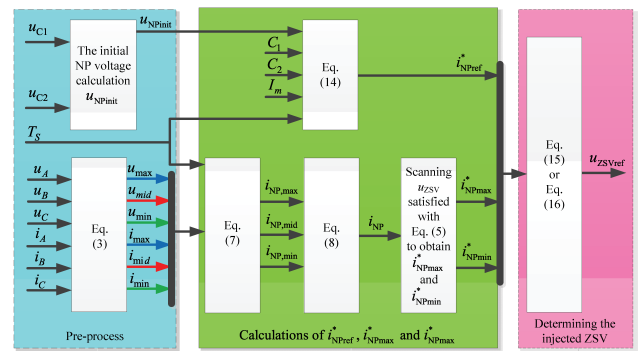 u_C1
u_C2
The initial
NP voltage
calculation
u_NPinit
u_NPinit
T_S
u_A
u_B
u_C
i_A
i_B
i_C
Eq.
(3)
u_max
u_mid
u_min
i_max
i_mid
i_min
Pre-process
C_1
C_2
I_m
Eq.
(14)
i*_NPref
Eq.
(7)
i_NP,max
i_NP,mid
i_NP,min
Eq.
(8)
i_NP
Scanning
u_ZSV
satisfied
with
Eq. (5)
to obtain
i*_NPmax
and
i*_NPmin
i*_NPmax
i*_NPmin
Calculations of i*_NPref , i*_NPmax and i*_NPmax
Eq.
(15)
or
Eq.
(16)
u_ZSVref
Determining the
injected ZSV